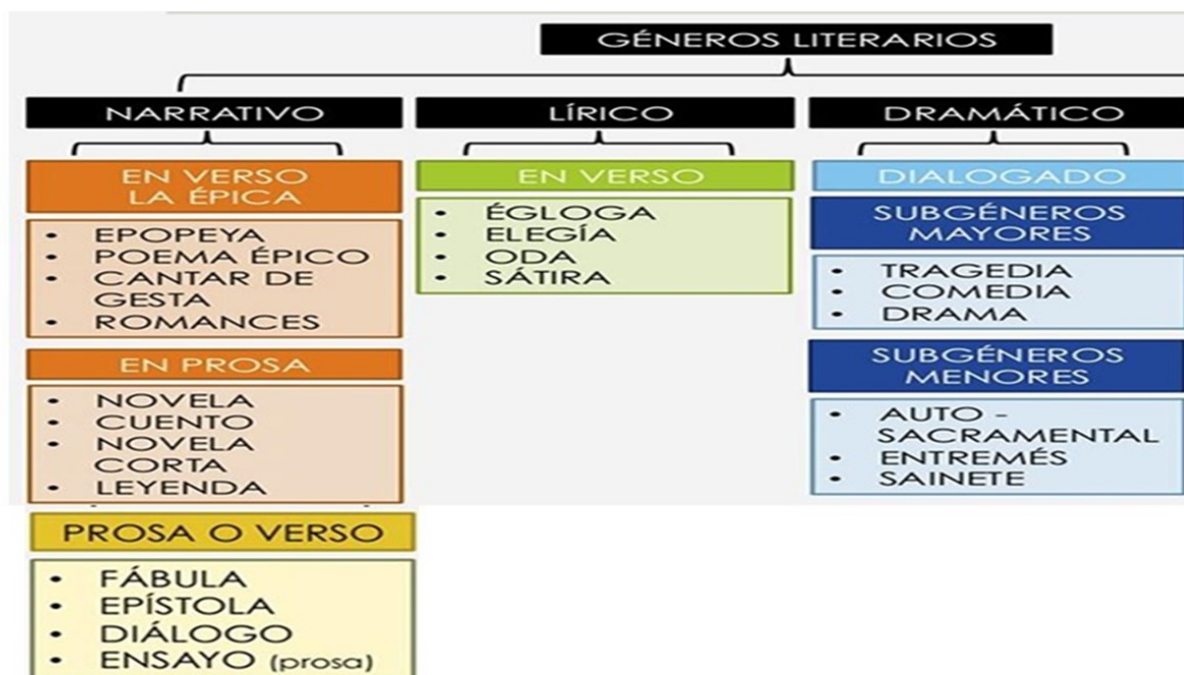 GÉNEROS LITERARIOS
NARRATIVO
EN VERSO
LA ÉPICA
• EPOPEYA
• POEMA ÉPICO
• CANTAR DE
GESTA
• ROMANCES
EN PROSA
• NOVELA
• CUENTO
• NOVELA
CORTA
• LEYENDA
PROSA O VERSO
• FÁBULA
• EPÍSTOLA
• DIÁLOGO
• ENSAYO (prosa)
LÍRICO
EN VERSO
• ÉGLOGA
• ELEGÍA
• ODA
• SÁTIRA
DRAMÁTICO
DIALOGADO
SUBGÉNEROS
MAYORES
• TRAGEDIA
• COMEDIA
• DRAMA
SUBGÉNEROS
MENORES
• AUTO -
SACRAMENTAL
• ENTREMÉS
• SAINETE